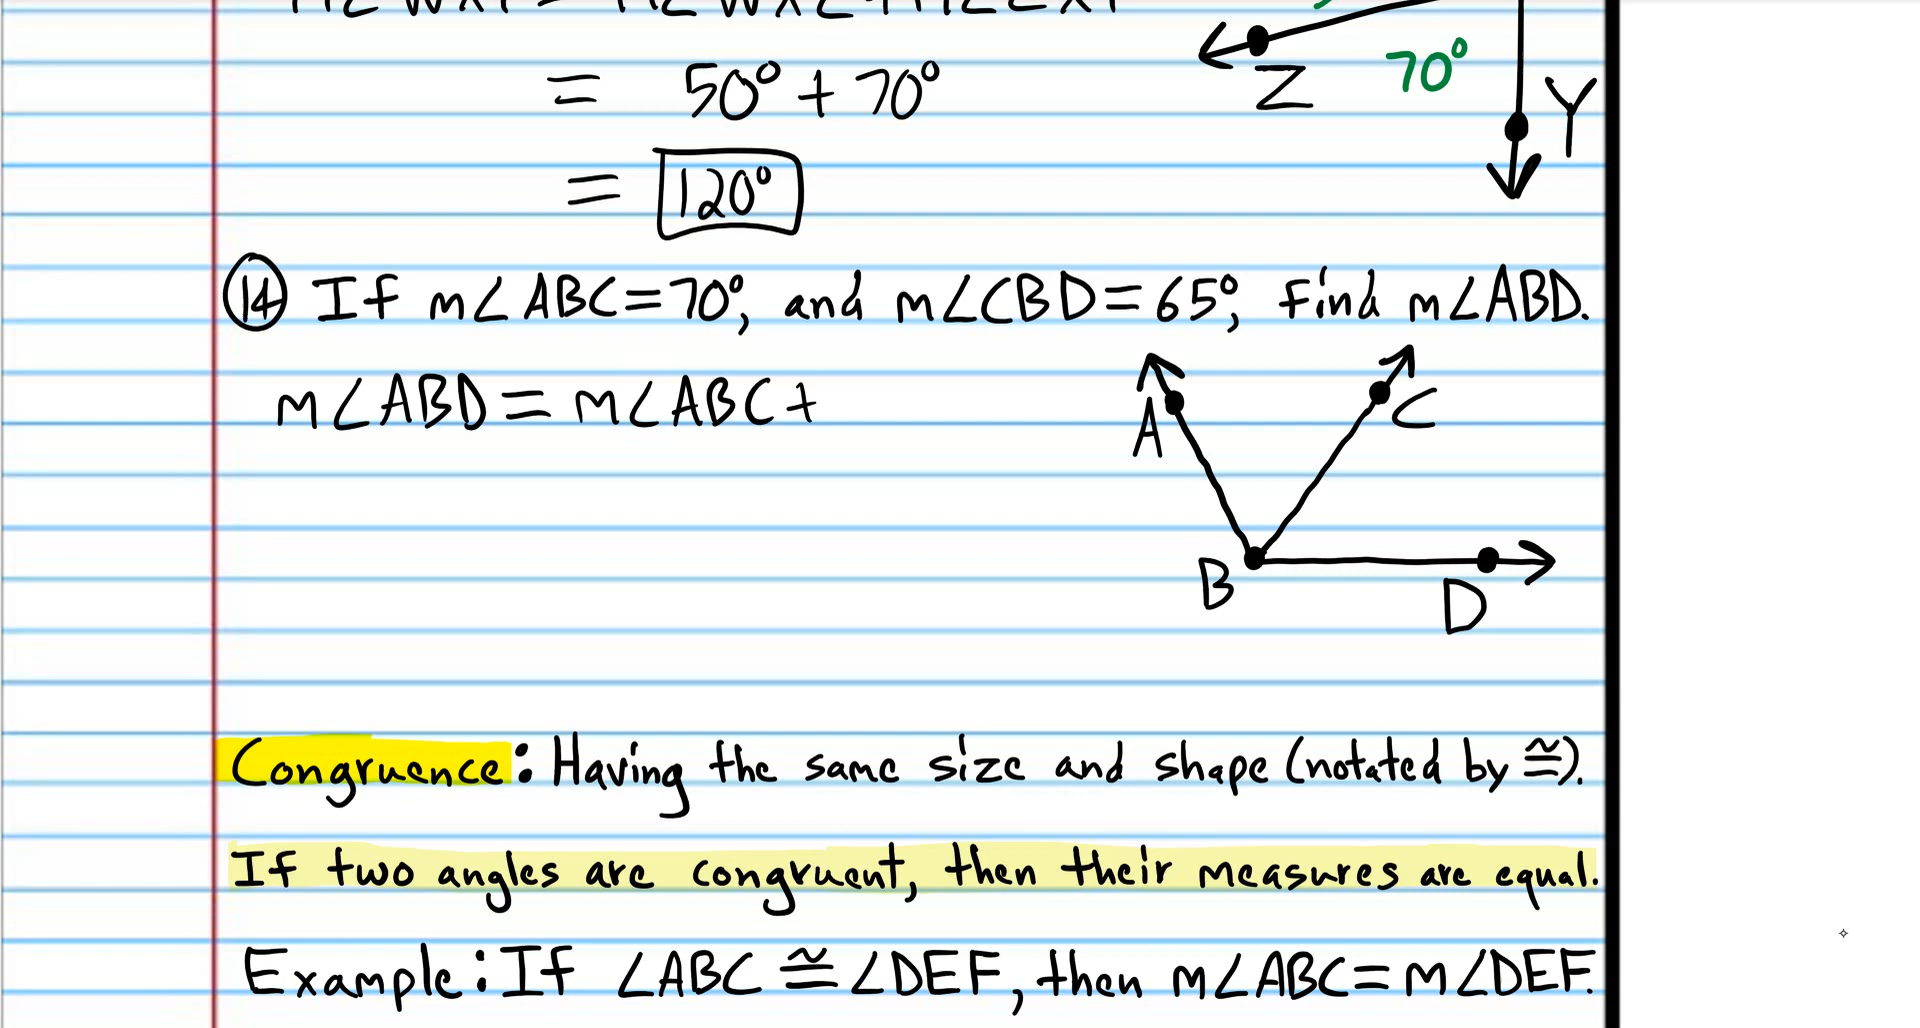 = 50° + 70°
Z
70°
Y
= 120°
14 If m∠ABC=70°, and m∠CBD=65°, find m∠ABD.
m∠ABD = m∠ABC+
A
C
B
D
Congruence: Having the same size and shape (notated by ≅).
If two angles are congruent, then their measures are equal.
Example: If ∠ABC ≅ ∠DEF, then m∠ABC = m∠DEF.